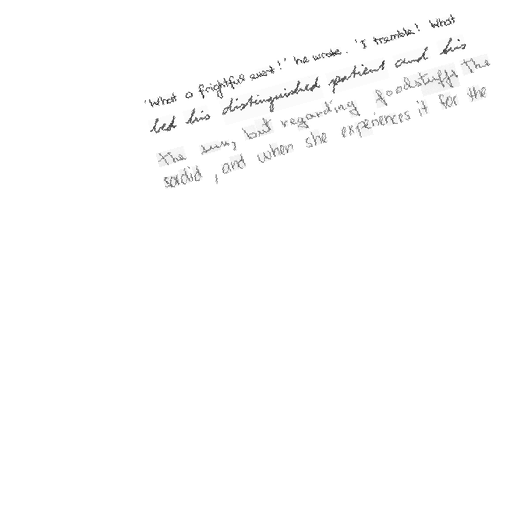 'What a frightful event!' he wrote. 'I tremble! What
led his distinguished patient and his
the sun, but regarding foodstuffs the
sordid, and when she experiences it for the